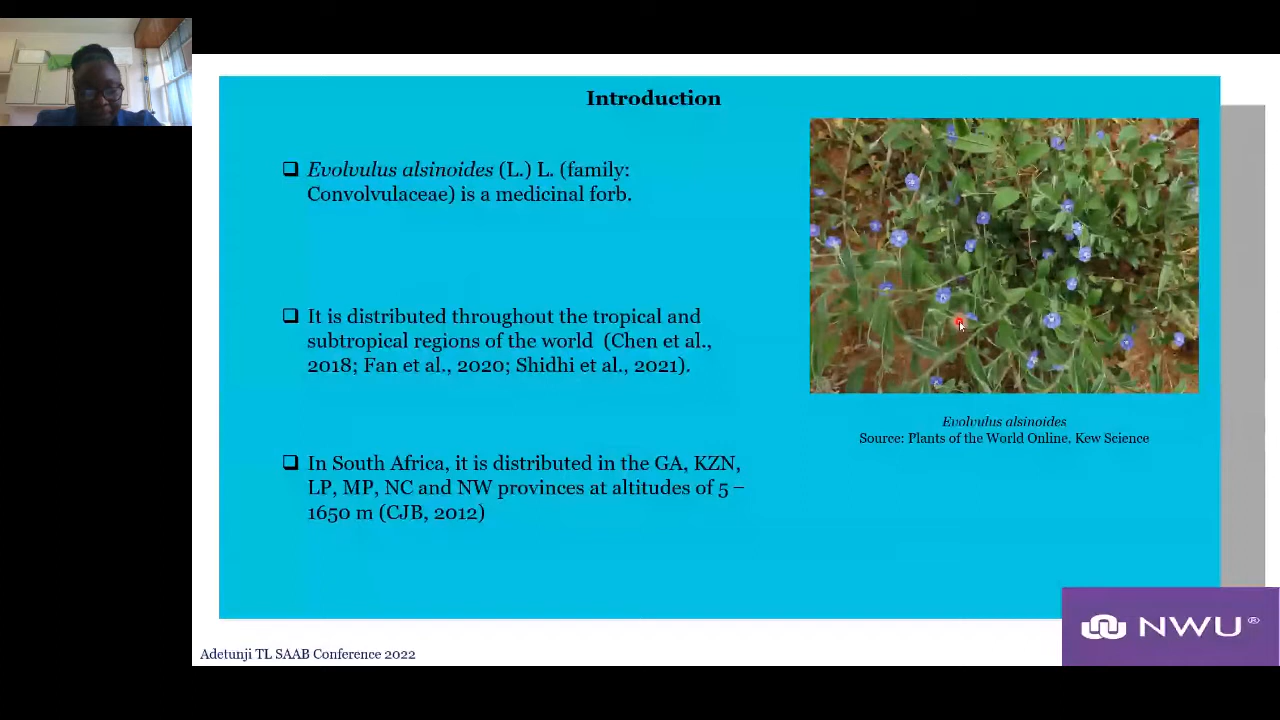 Introduction
Evolvulus alsinoides (L.) L. (family:
Convolvulaceae) is a medicinal forb.
It is distributed throughout the tropical and
subtropical regions of the world (Chen et al.,
2018; Fan et al., 2020; Shidhi et al., 2021).
In South Africa, it is distributed in the GA, KZN,
LP, MP, NC and NW provinces at altitudes of 5 –
1650 m (CJB, 2012)
Evolvulus alsinoides
Source: Plants of the World Online, Kew Science
NWU®
Adetunji TL SAAB Conference 2022